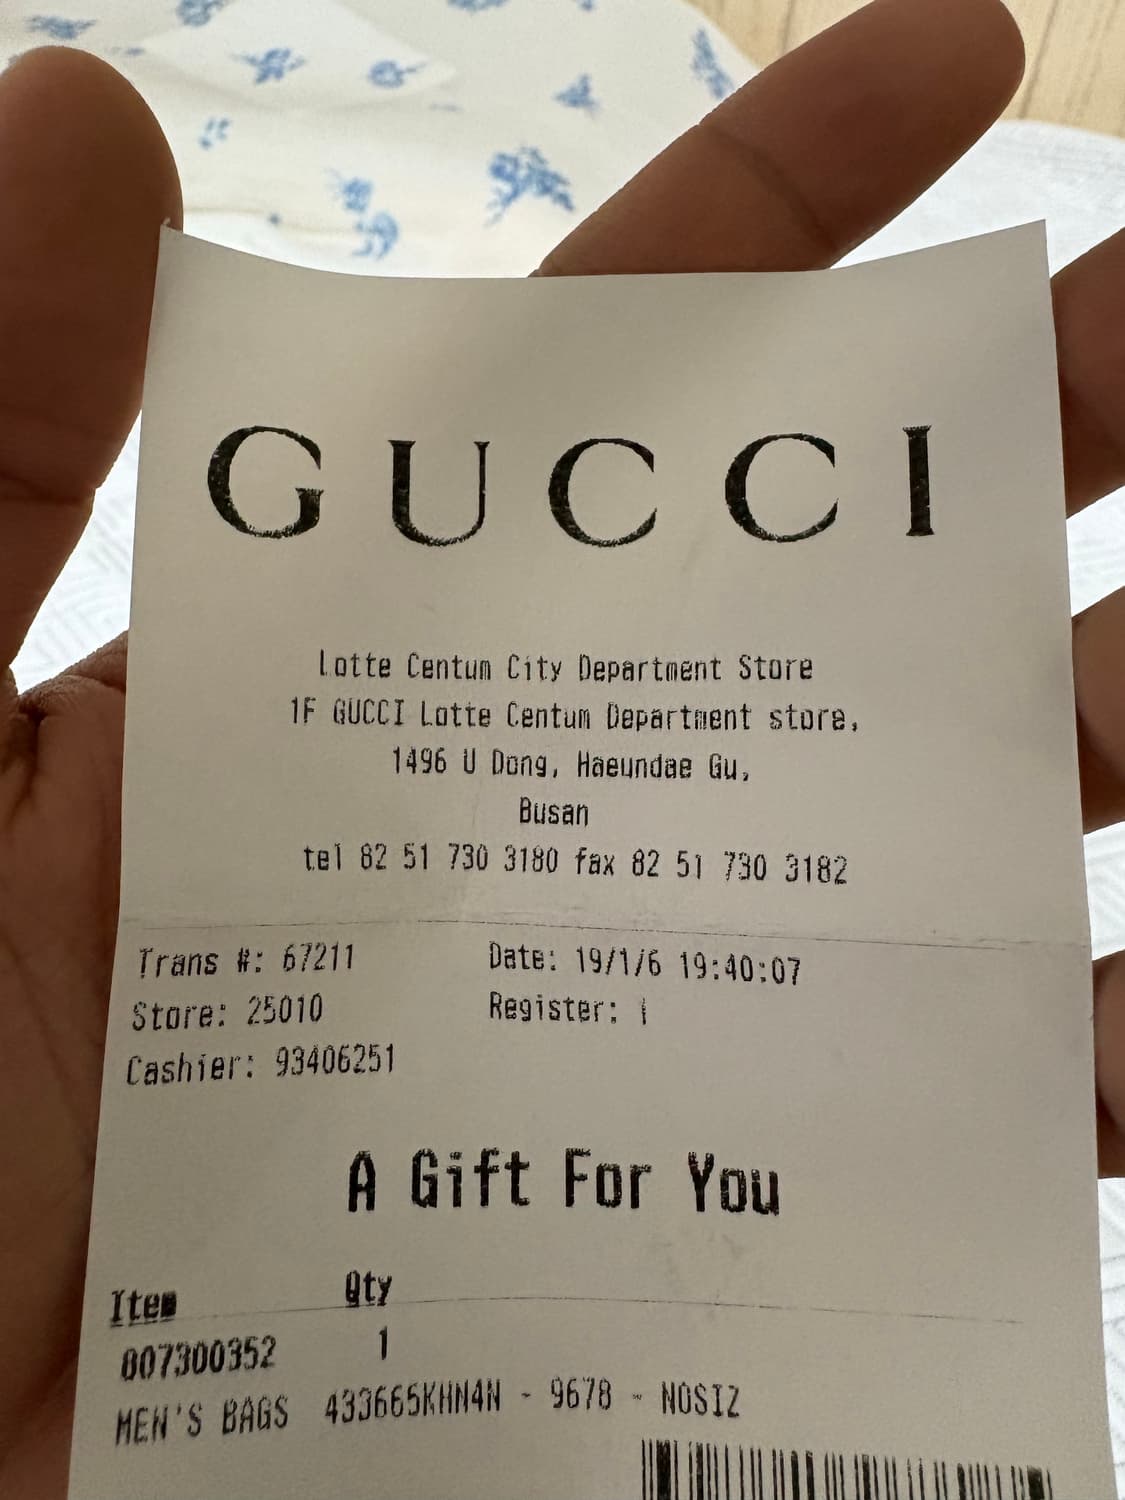 GUCCI
Lotte Centum City Department Store
1F GUCCI Lotte Centum Department store,
1496 U Dong, Haeundae Gu,
Busan
tel 82 51 730 3180 fax 82 51 730 3182
Trans #: 67211 Date: 19/1/6 19:40:07
Store: 25010 Register: 1
Cashier: 93406251
A Gift For You
Item Qty
807300352 1
MEN'S BAGS 433665KHN4N - 9678 - NOSIZ